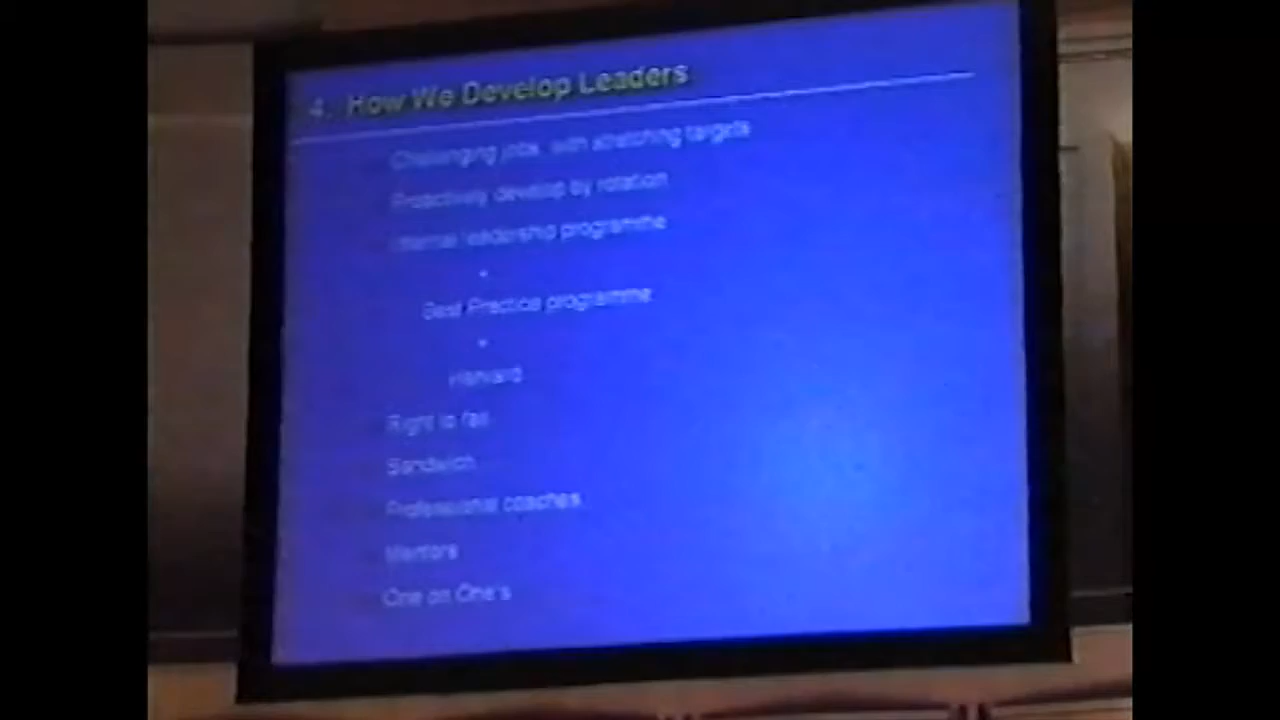 4. How We Develop Leaders
Challenging jobs, with stretching targets
Proactively develop by rotation
Internal leadership programme
•
Best Practice programme
•
Harvard
Right to fail
Sandwich
Professional coaches
Mentors
One on One's